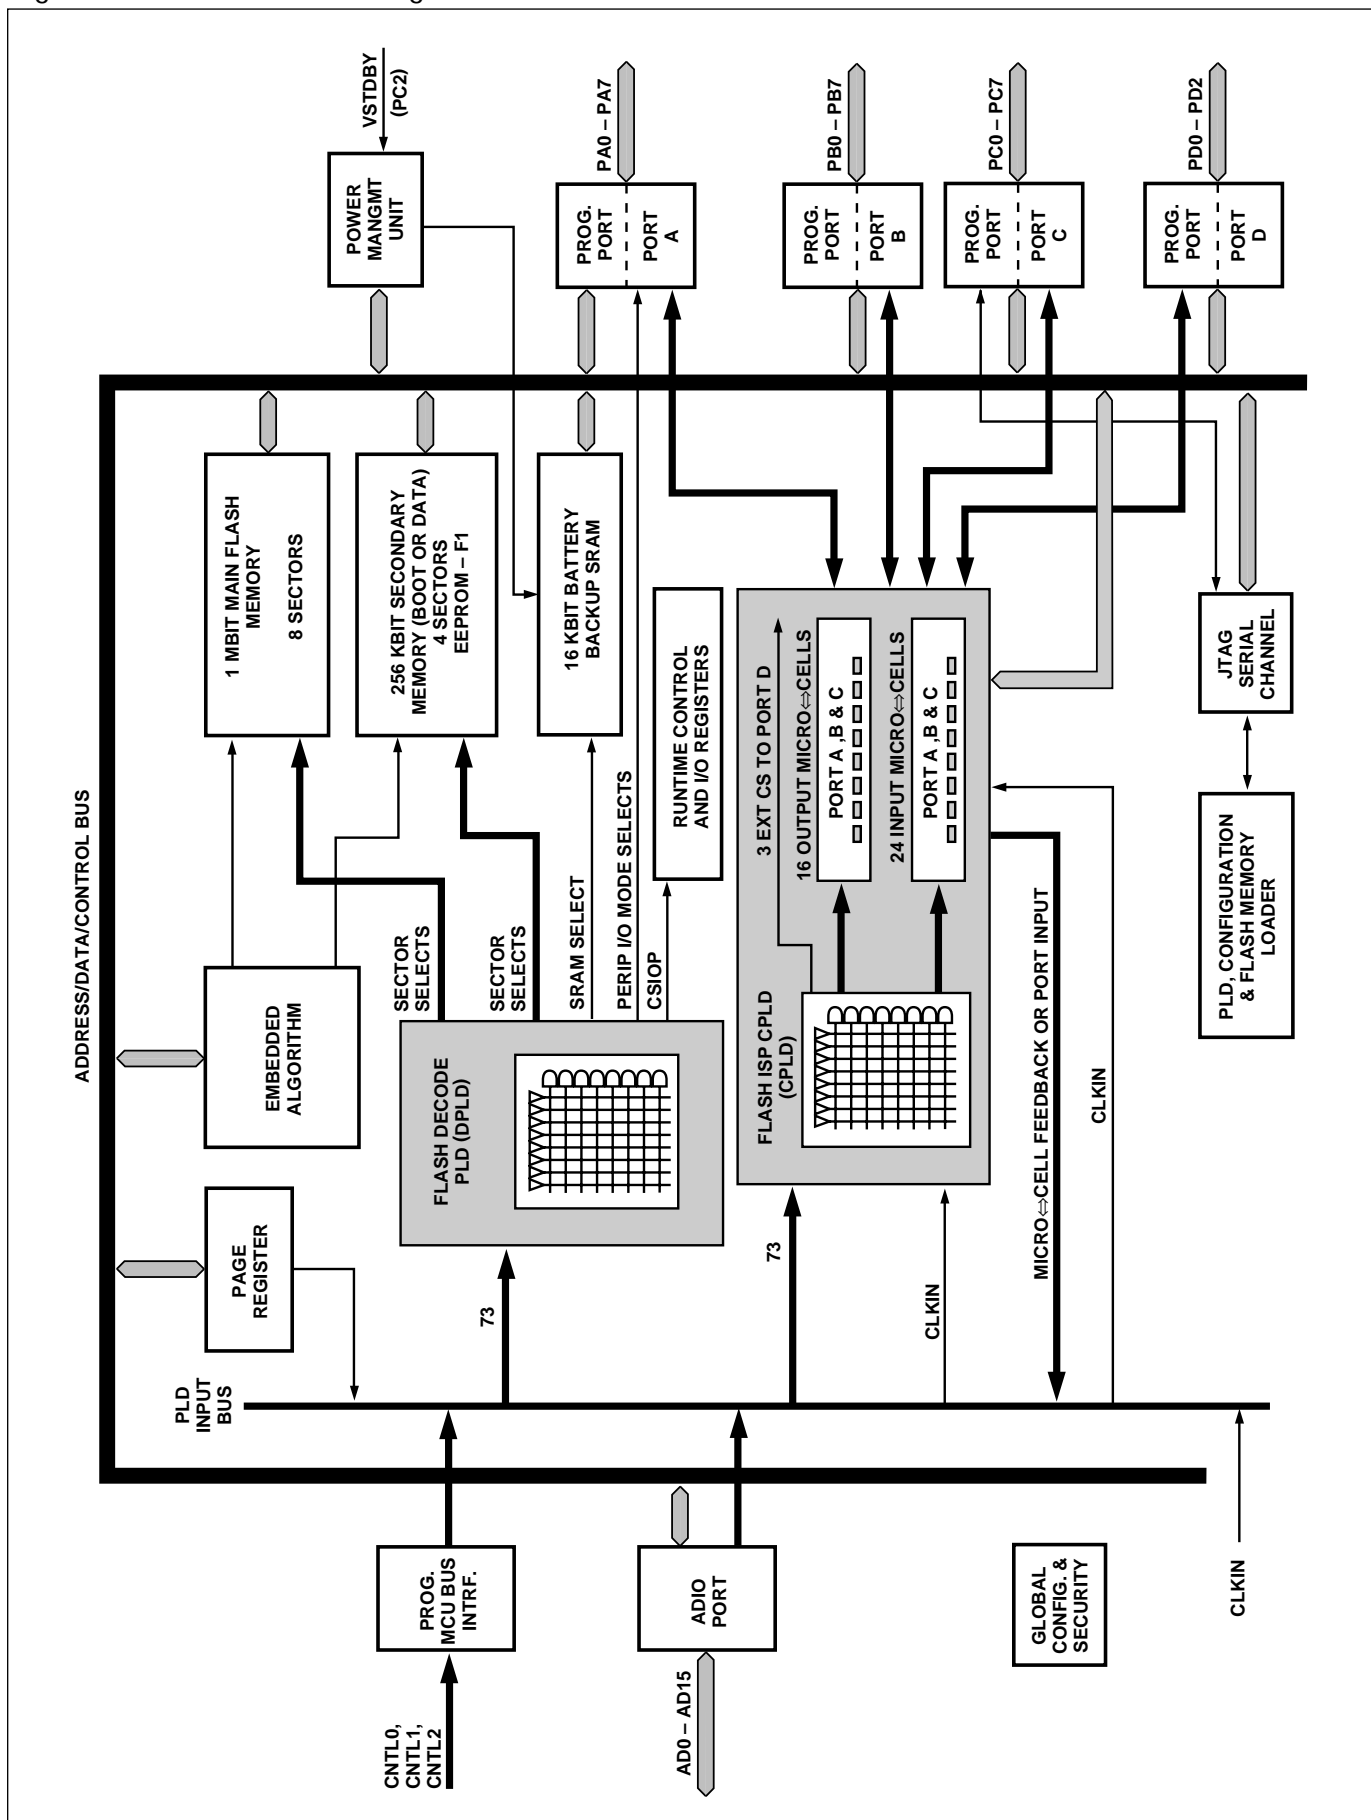 ADDRESS/DATA/CONTROL BUS
CNTL0,
CNTL1,
CNTL2
PROG.
MCU BUS
INTRF.
AD0 – AD15
ADIO
PORT
GLOBAL
CONFIG. &
SECURITY
CLKIN
PLD
INPUT
BUS
PAGE
REGISTER
73
73
CLKIN
EMBEDDED
ALGORITHM
FLASH DECODE
PLD (DPLD)
FLASH ISP CPLD
(CPLD)
SECTOR
SELECTS
SECTOR
SELECTS
SRAM SELECT
PERIP I/O MODE SELECTS
CSIOP
1 MBIT MAIN FLASH
MEMORY
8 SECTORS
256 KBIT SECONDARY
MEMORY (BOOT OR DATA)
4 SECTORS
EEPROM – F1
16 KBIT BATTERY
BACKUP SRAM
RUNTIME CONTROL
AND I/O REGISTERS
3 EXT CS TO PORT D
16 OUTPUT MICRO⇔CELLS
PORT A ,B & C
24 INPUT MICRO⇔CELLS
PORT A ,B & C
MICRO⇔CELL FEEDBACK OR PORT INPUT
CLKIN
PLD, CONFIGURATION
& FLASH MEMORY
LOADER
JTAG
SERIAL
CHANNEL
POWER
MANGMT
UNIT
VSTDBY
(PC2)
PROG.
PORT
PORT
A
PA0 – PA7
PROG.
PORT
PORT
B
PB0 – PB7
PROG.
PORT
PORT
C
PC0 – PC7
PROG.
PORT
PORT
D
PD0 – PD2